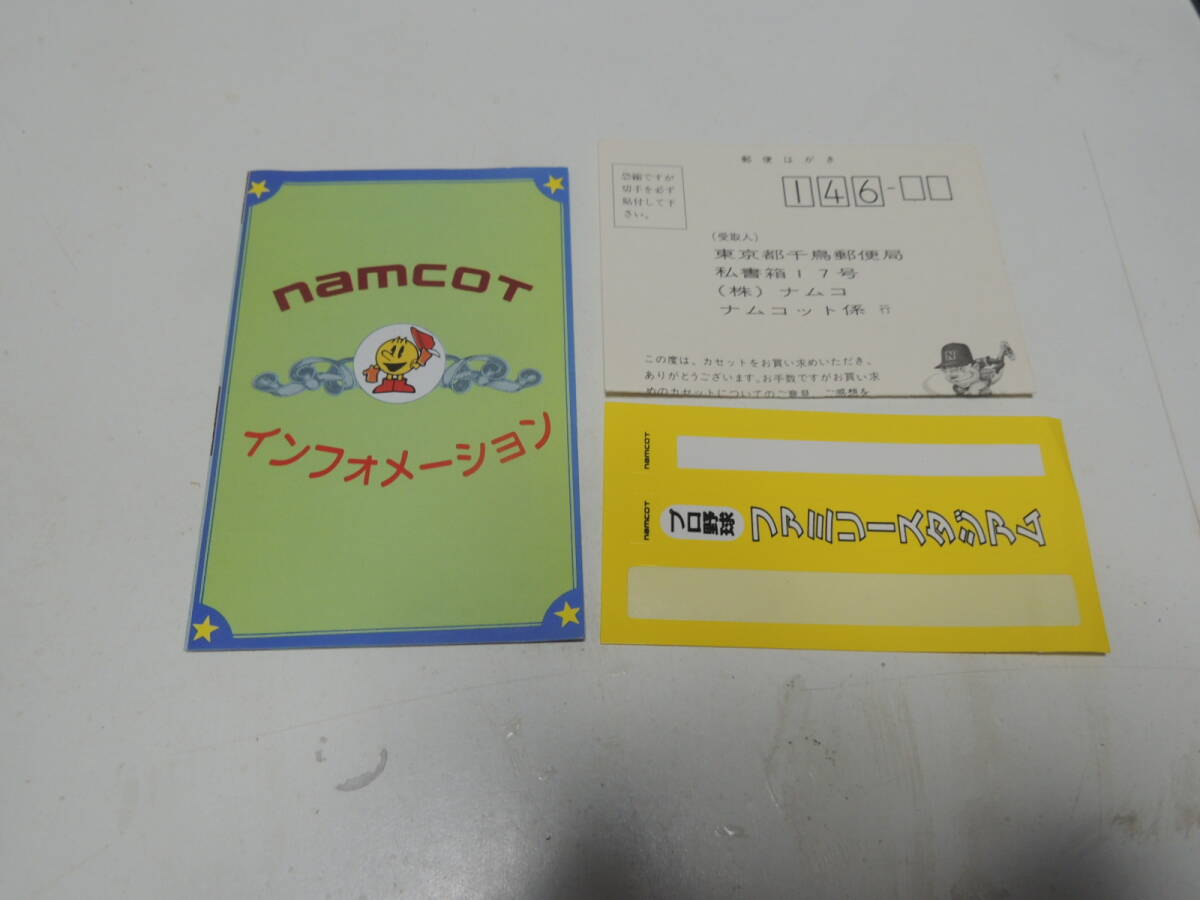 namcoT
インフォメーション
郵便はがき
恐縮ですが
切手を必ず
貼付して下
さい。
146-
(受取人)
東京都千鳥郵便局
私書箱17号
(株)ナムコ
ナムコット係 行
この度は、カセットをお買い求めいただき、
ありがとうございます。お手数ですがお買い求
めのカセットについてのご意見、ご感想を
N
namcoT
namcoT
プロ野球 ファミリースタジアム